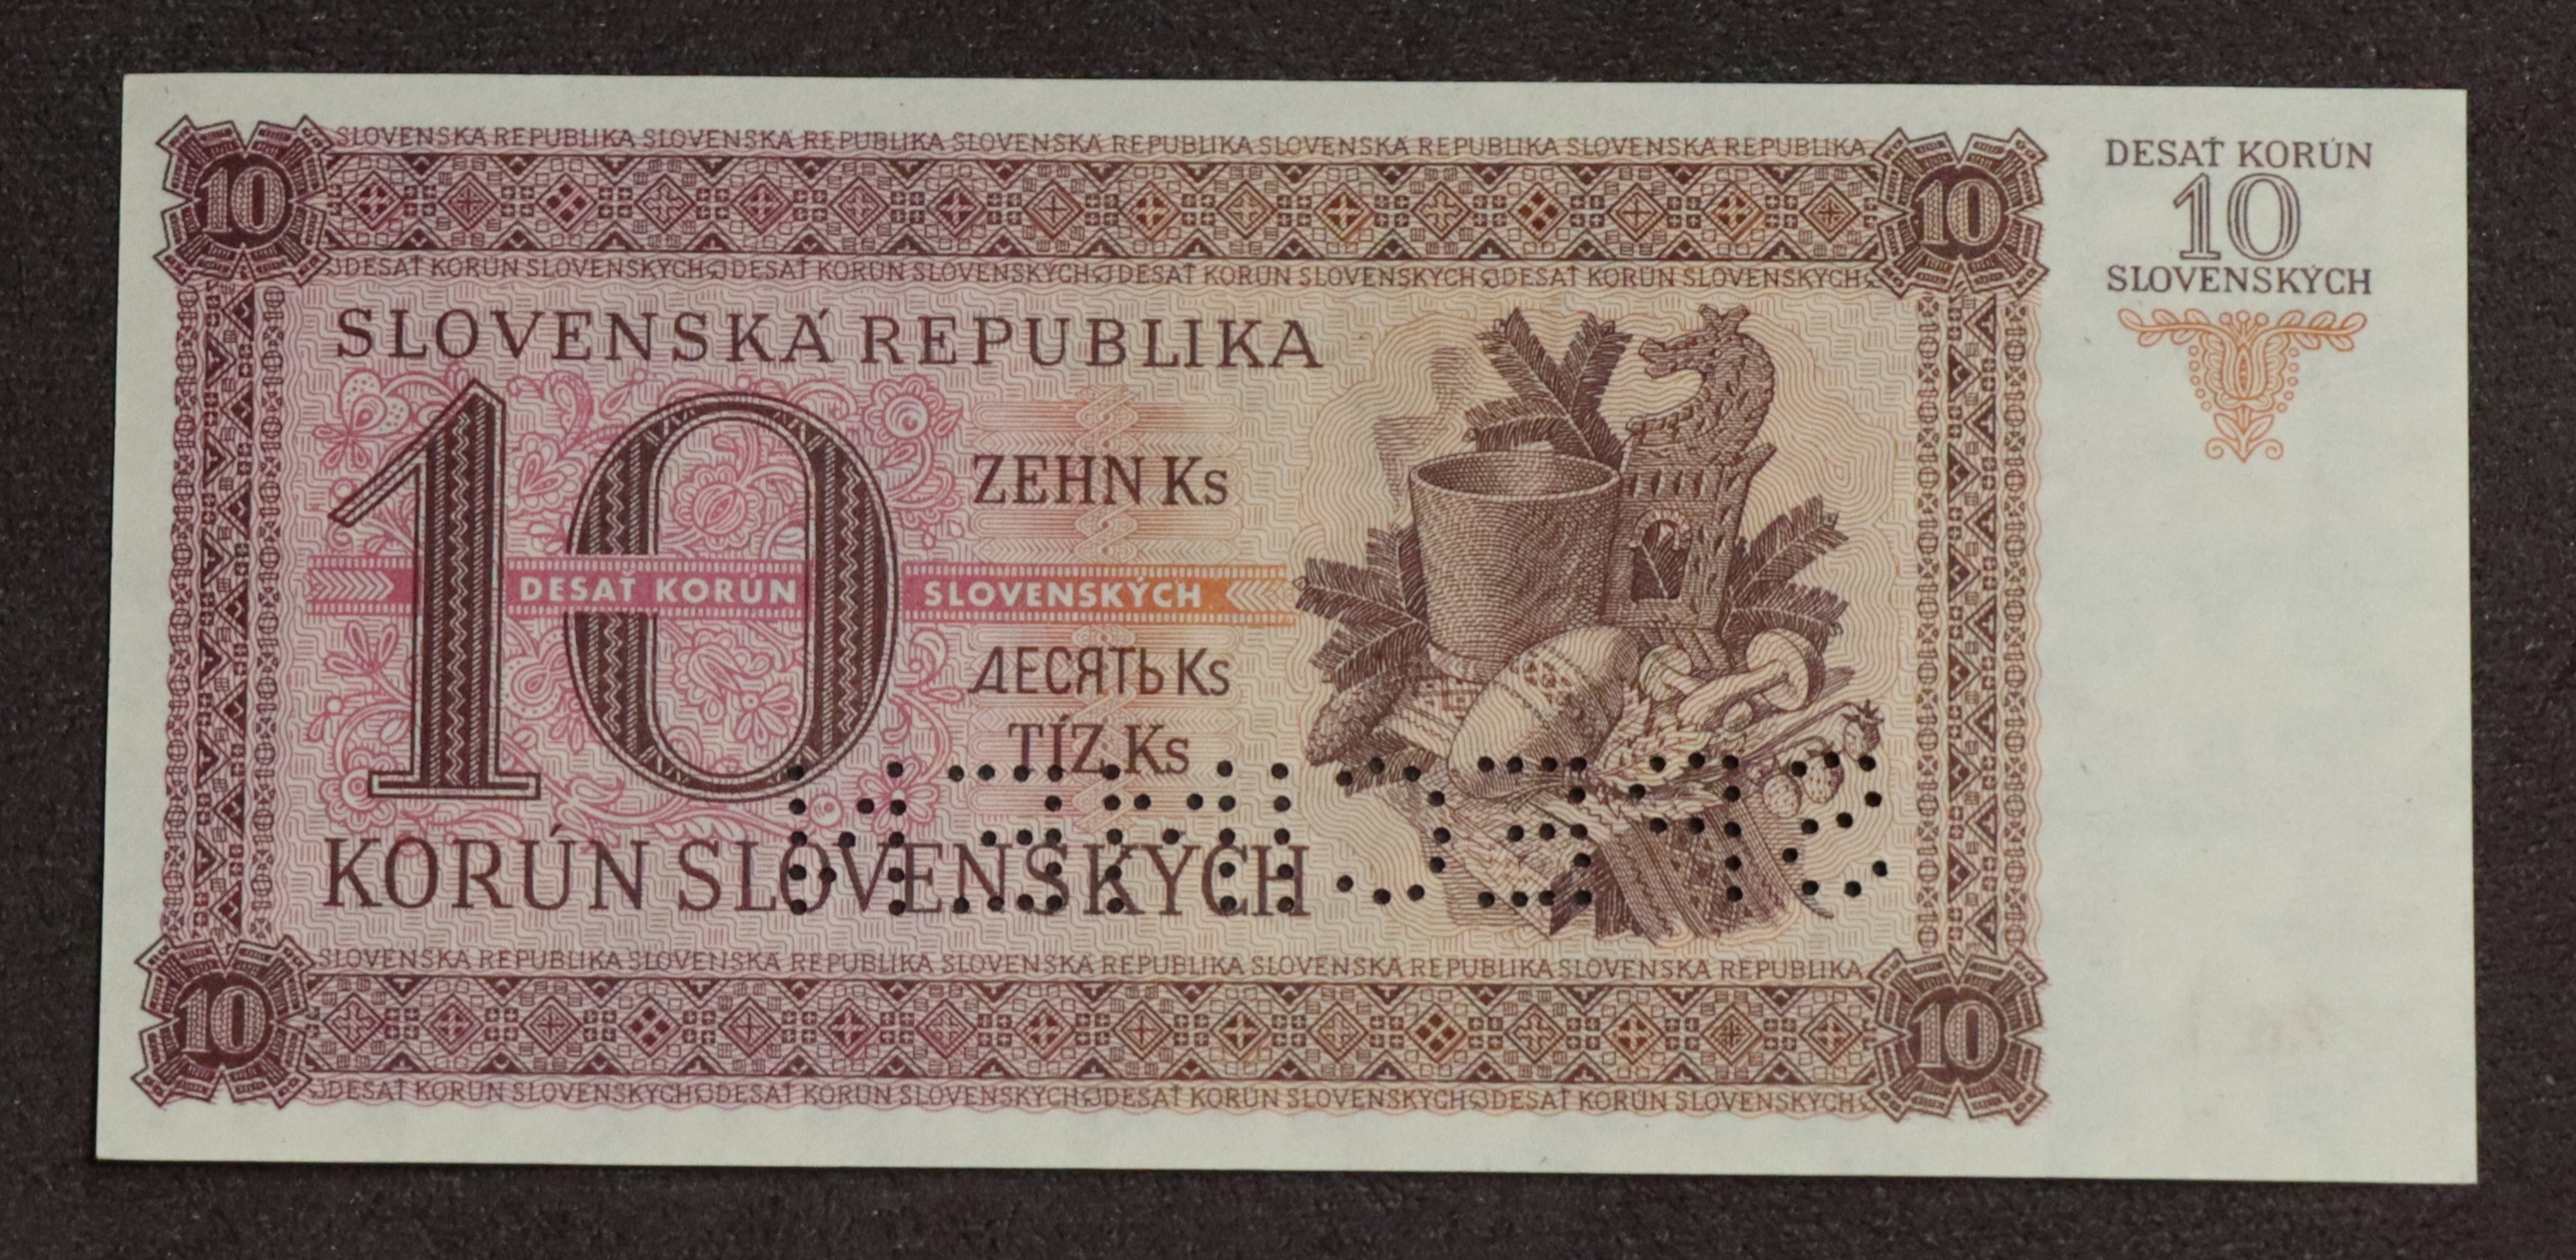 SLOVENSKÁ REPUBLIKA SLOVENSKÁ REPUBLIKA SLOVENSKÁ REPUBLIKA SLOVENSKÁ REPUBLIKA SLOVENSKÁ REPUBLIKA
10
10
DESAŤ KORÚN SLOVENSKÝCH DESAŤ KORÚN SLOVENSKÝCH DESAŤ KORÚN SLOVENSKÝCH DESAŤ KORÚN SLOVENSKÝCH
SLOVENSKÁ REPUBLIKA
10
ZEHN Ks
DESAŤ KORÚN SLOVENSKÝCH
ДЕСЯТЬ Ks
TÍZ Ks
SPECIMEN
KORÚN SLOVENSKÝCH
SLOVENSKÁ REPUBLIKA SLOVENSKÁ REPUBLIKA SLOVENSKÁ REPUBLIKA SLOVENSKÁ REPUBLIKA SLOVENSKÁ REPUBLIKA
10
10
DESAŤ KORÚN SLOVENSKÝCH DESAŤ KORÚN SLOVENSKÝCH DESAŤ KORÚN SLOVENSKÝCH DESAŤ KORÚN SLOVENSKÝCH
DESAŤ KORÚN
10
SLOVENSKÝCH